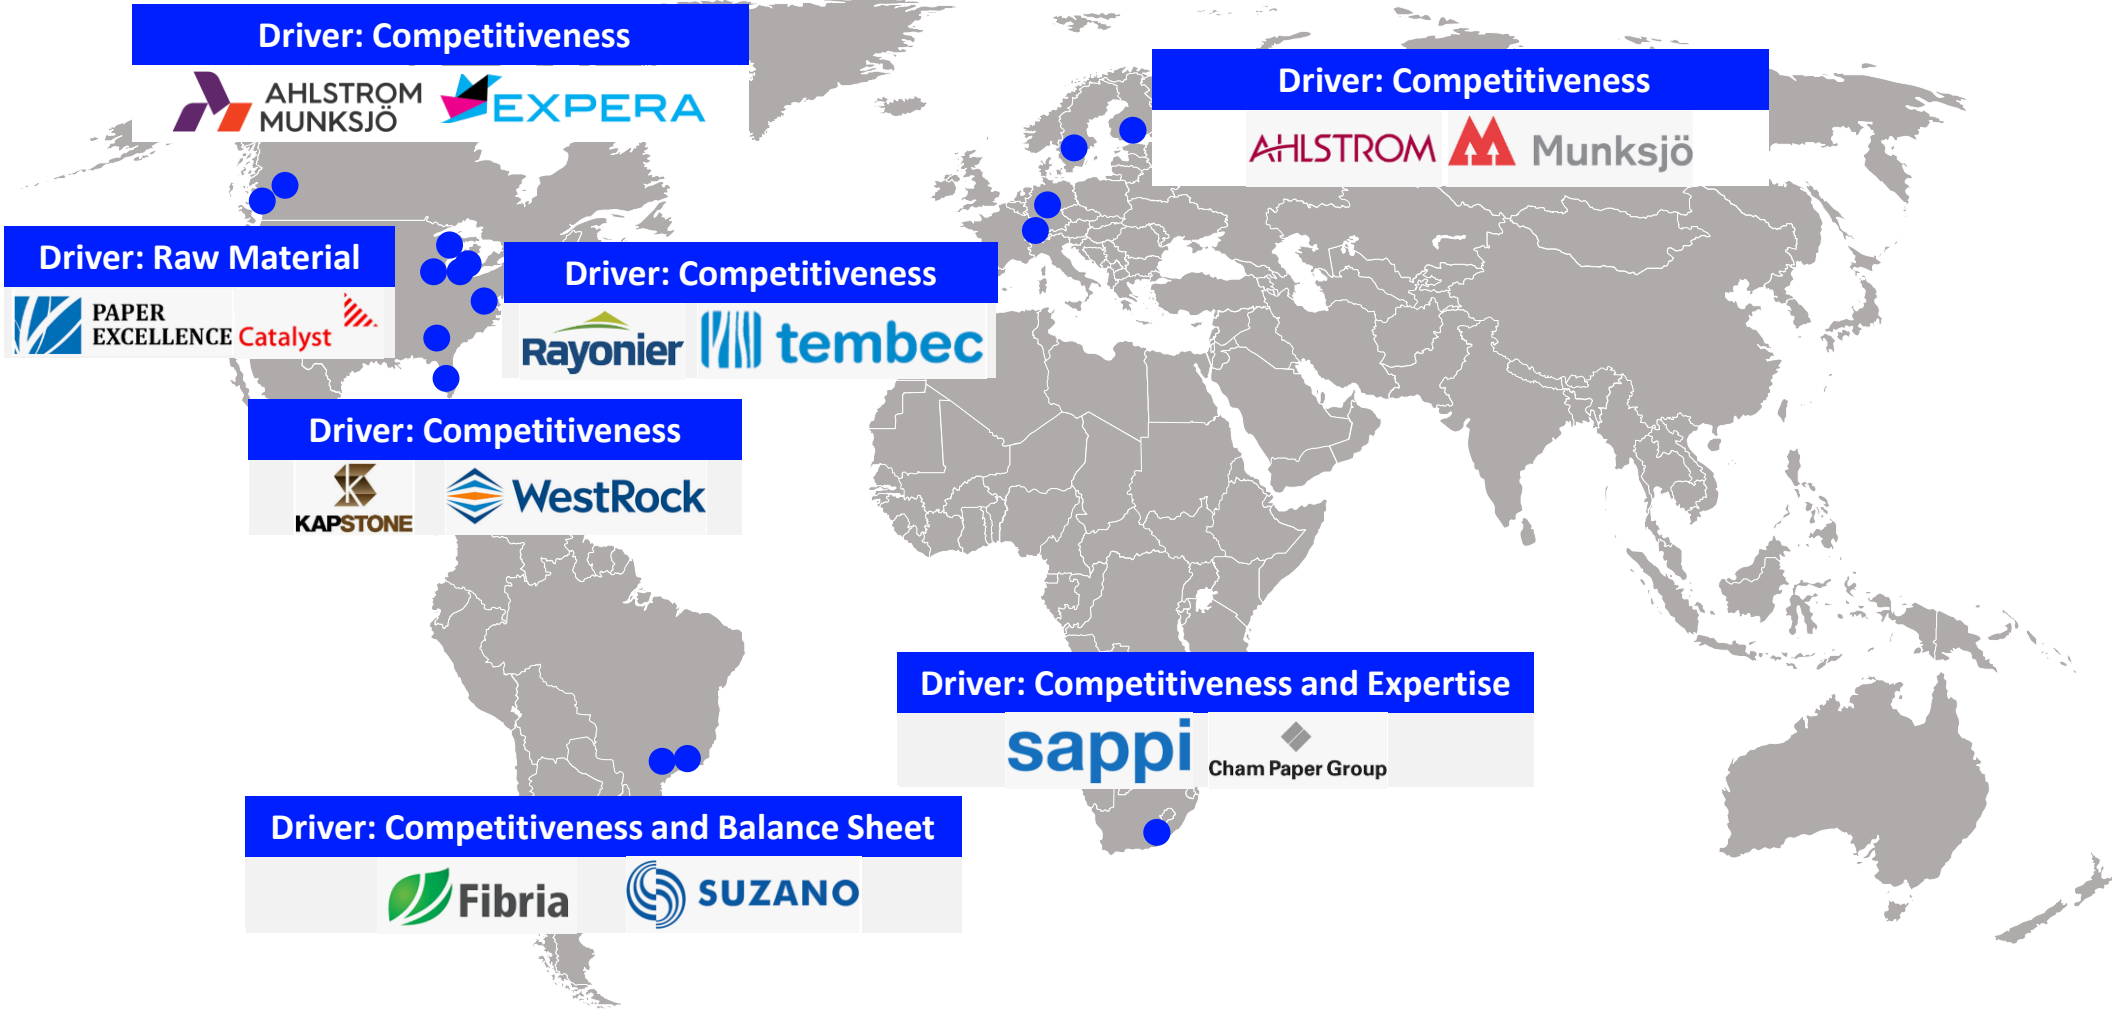 Driver: Competitiveness
AHLSTROM
MUNKSJÖ
EXPERA
Driver: Competitiveness
AHLSTROM
Munksjö
Driver: Raw Material
PAPER
EXCELLENCE
Catalyst
Driver: Competitiveness
Rayonier
tembec
Driver: Competitiveness
KAPSTONE
WestRock
Driver: Competitiveness and Expertise
sappi
Cham Paper Group
Driver: Competitiveness and Balance Sheet
Fibria
SUZANO